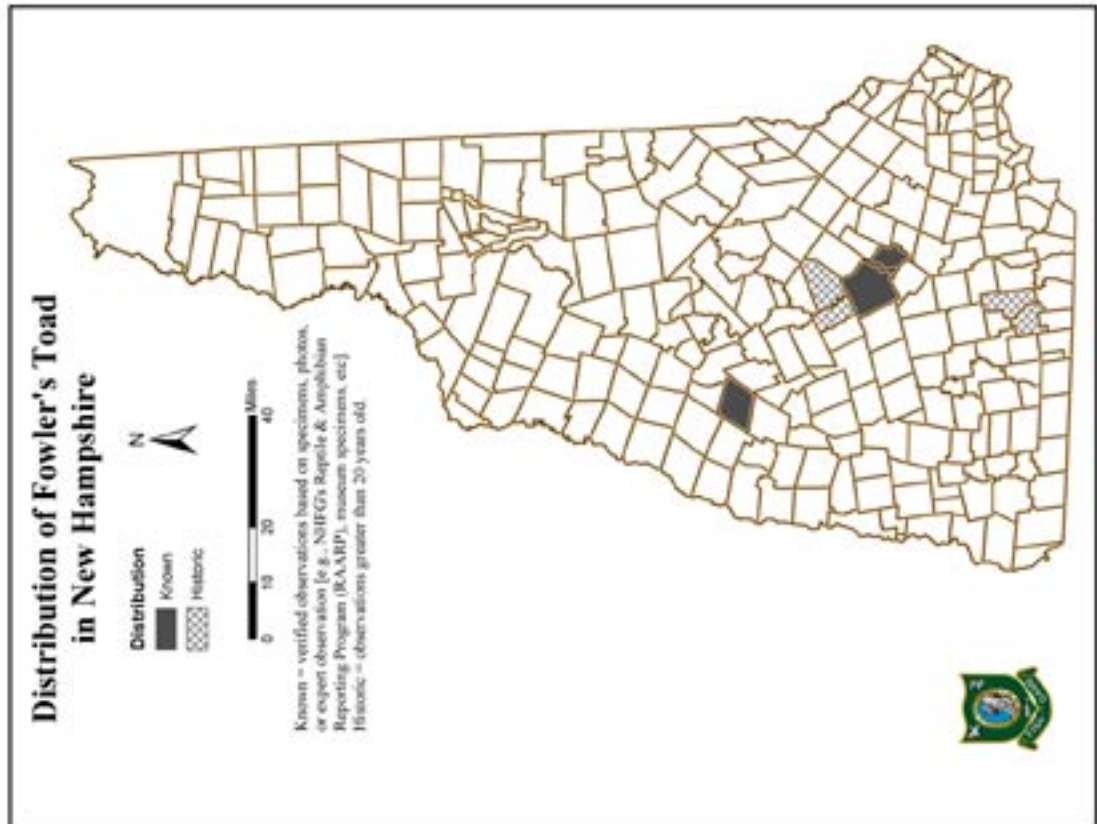 Distribution of Fowler's Toad
in New Hampshire
N
Distribution
Known
Historic
0 10 20 40 Miles
Known = verified observations based on specimens, photos,
or expert observation [e.g., NHFG's Reptile & Amphibian
Reporting Program (RAARP), museum specimens, etc]
Historic = observations greater than 20 years old.